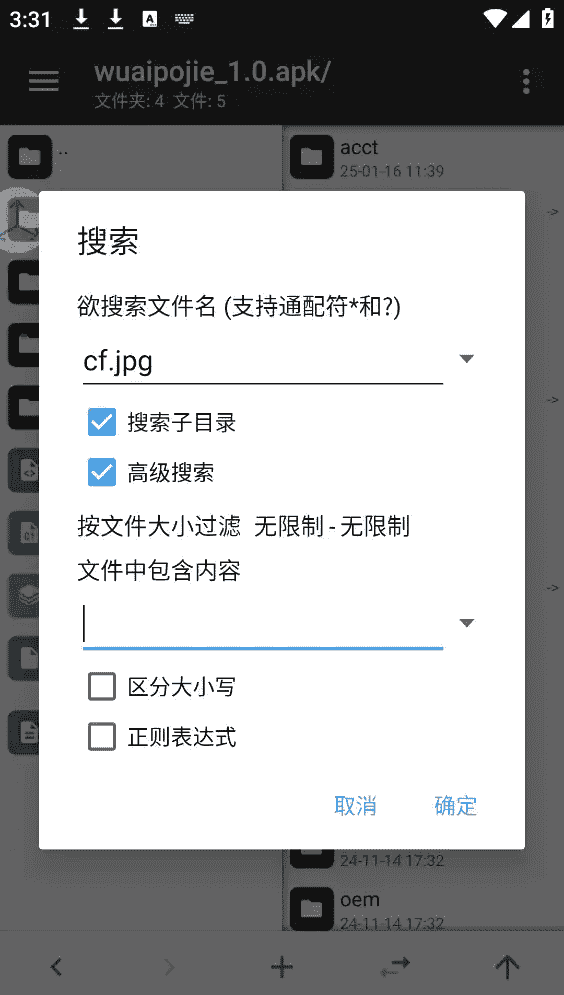 3:31
wuaipojie_1.0.apk/
文件夹: 4 文件: 5
..
acct
25-01-16 11:39
->
搜索
欲搜索文件名 (支持通配符*和?)
cf.jpg
搜索子目录
->
高级搜索
按文件大小过滤 无限制 - 无限制
文件中包含内容
->
区分大小写
正则表达式
取消 确定
24-11-14 17:32
oem
24-11-14 17:32